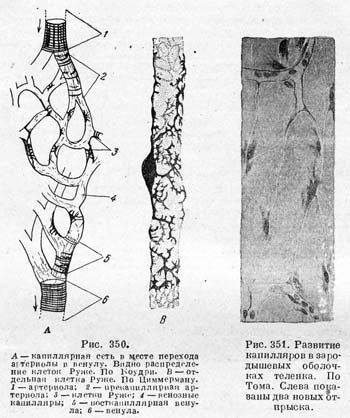 1
2
3
4
5
6
А
В
Рис. 350.
А — капиллярная сеть в месте перехода
артериолы в венулу. Видно распределе-
ние клеток Руже. По Коудри. В — от-
дельная клетка Руже. По Циммерману.
1 — артериола; 2 — прекапиллярная ар-
териола; 3 — клетки Руже; 4 — венозные
капилляры; 5 — посткапиллярная вену-
ла; 6 — венула.
Рис. 351. Развитие
капилляров в заро-
дышевых оболоч-
ках теленка. По
Тома. Слева пока-
заны два новых от-
прыска.